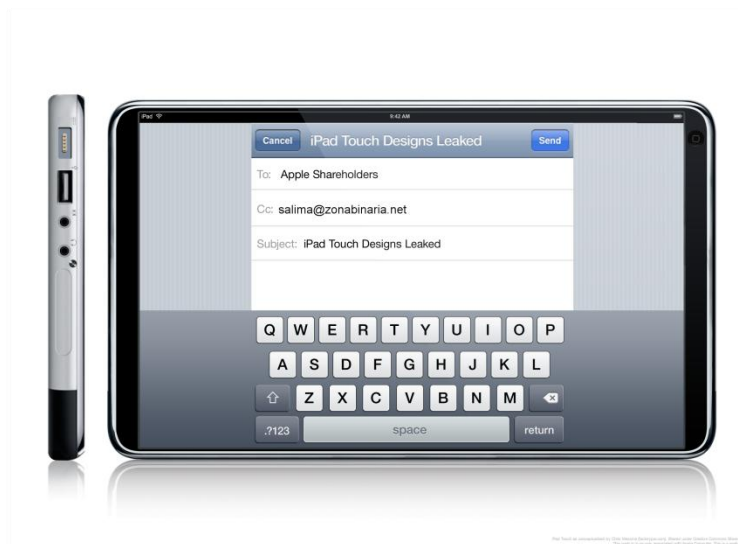 iPad 9:42 AM
Cancel iPad Touch Designs Leaked Send
To: Apple Shareholders
Cc: salima@zonabinaria.net
Subject: iPad Touch Designs Leaked
Q W E R T Y U I O P
A S D F G H J K L
Z X C V B N M
.?123 space return